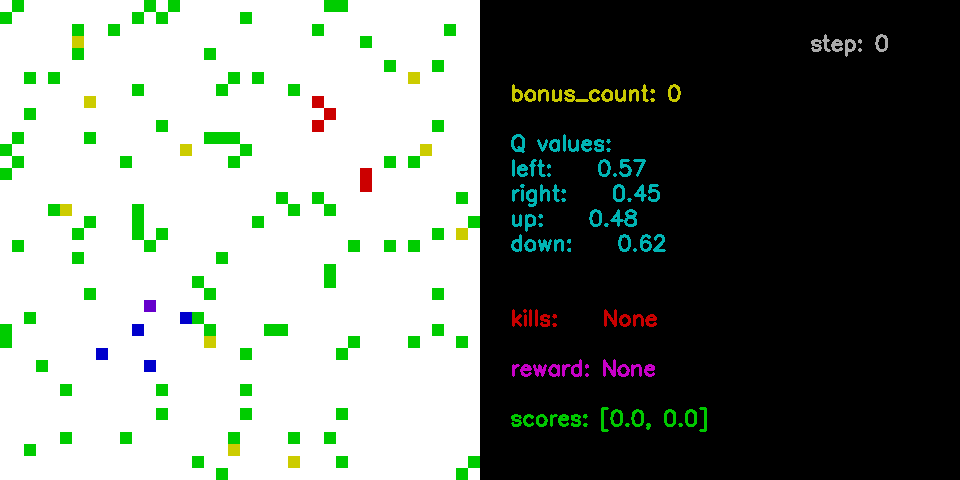 step: 0
bonus_count: 0
Q values:
left: 0.57
right: 0.45
up: 0.48
down: 0.62
kills: None
reward: None
scores: [0.0, 0.0]